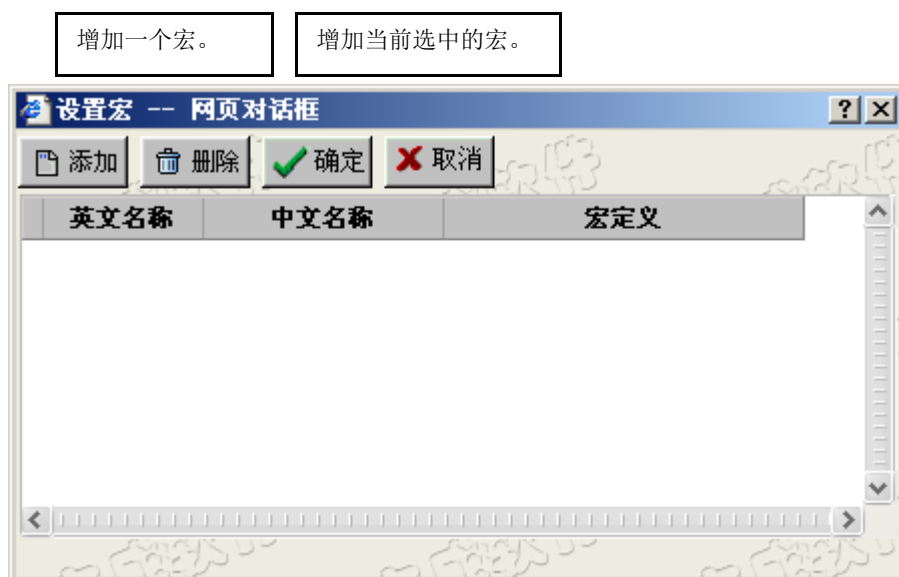 增加一个宏。
增加当前选中的宏。
设置宏 -- 网页对话框
添加 删除 确定 取消
英文名称 中文名称 宏定义